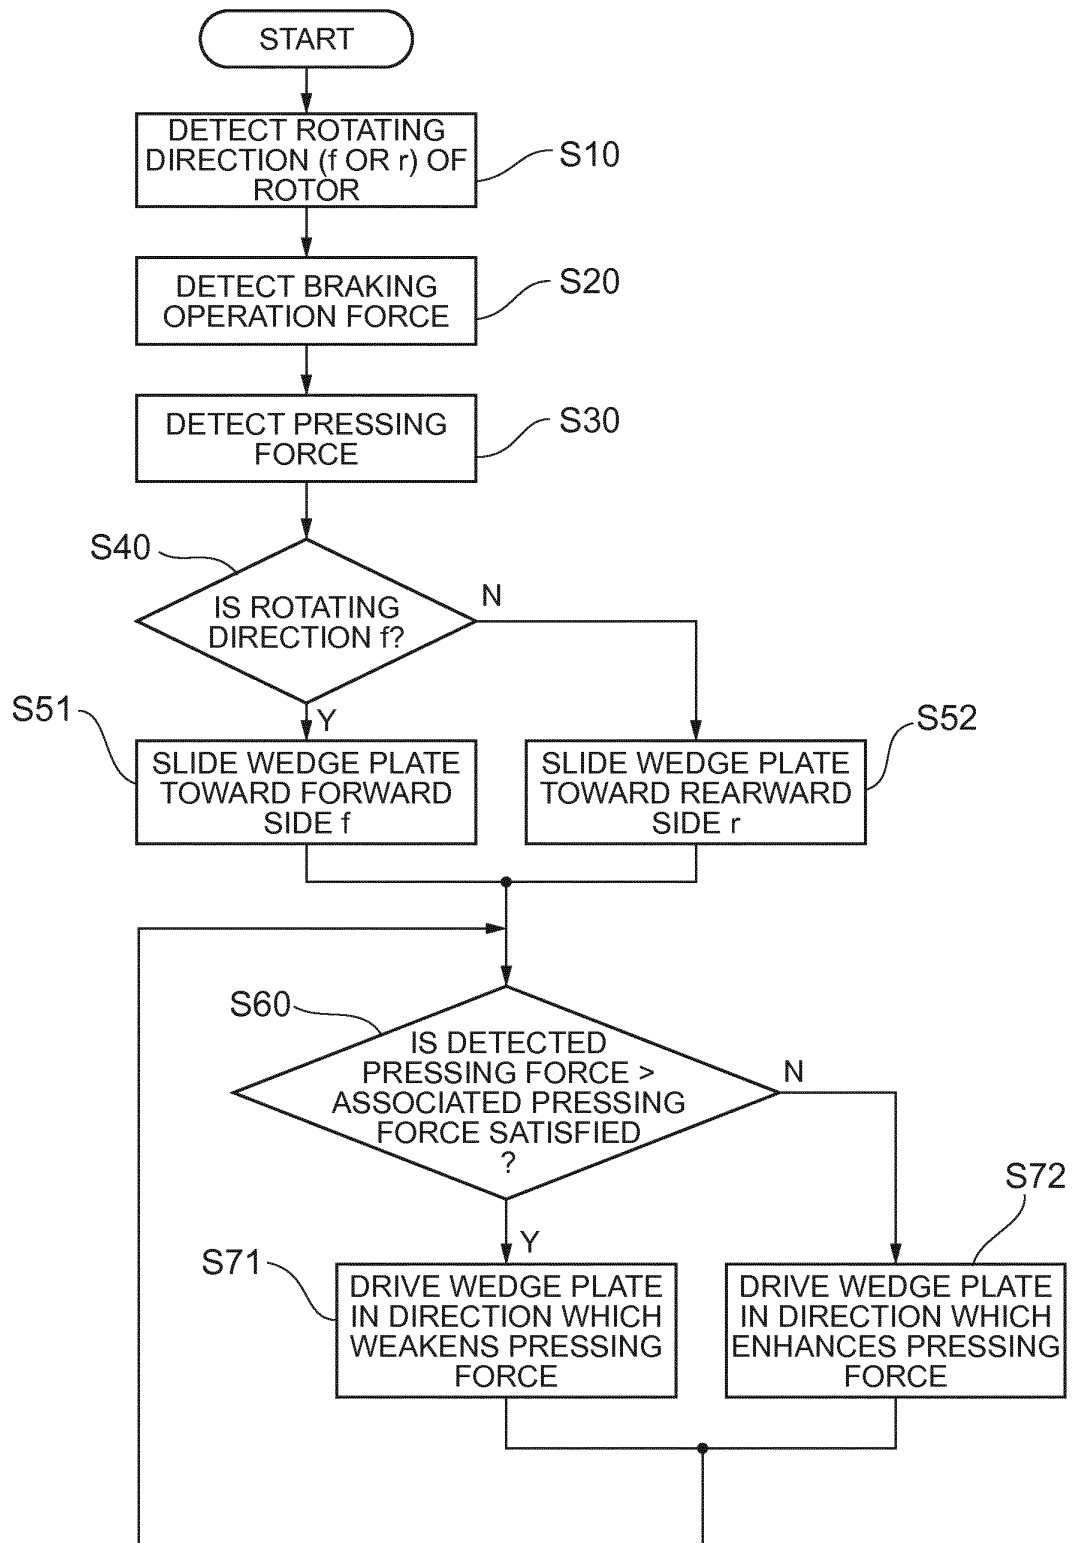 START
DETECT ROTATING
DIRECTION (f OR r) OF
ROTOR
S10
DETECT BRAKING
OPERATION FORCE
S20
DETECT PRESSING
FORCE
S30
S40
IS ROTATING
DIRECTION f?
N
Y
S51
SLIDE WEDGE PLATE
TOWARD FORWARD
SIDE f
S52
SLIDE WEDGE PLATE
TOWARD REARWARD
SIDE r
S60
IS DETECTED
PRESSING FORCE >
ASSOCIATED PRESSING
FORCE SATISFIED
?
N
Y
S71
DRIVE WEDGE PLATE
IN DIRECTION WHICH
WEAKENS PRESSING
FORCE
S72
DRIVE WEDGE PLATE
IN DIRECTION WHICH
ENHANCES PRESSING
FORCE